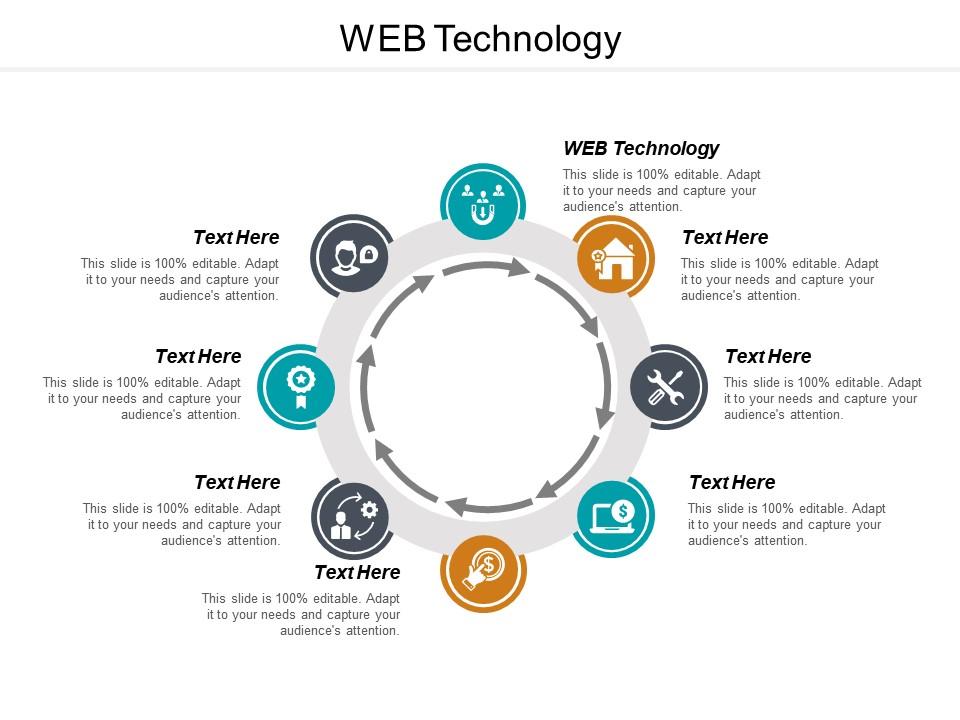 WEB Technology
WEB Technology
This slide is 100% editable. Adapt
it to your needs and capture your
audience's attention.
Text Here
This slide is 100% editable. Adapt
it to your needs and capture your
audience's attention.
Text Here
This slide is 100% editable. Adapt
it to your needs and capture your
audience's attention.
Text Here
This slide is 100% editable. Adapt
it to your needs and capture your
audience's attention.
Text Here
This slide is 100% editable. Adapt
it to your needs and capture your
audience's attention.
Text Here
This slide is 100% editable. Adapt
it to your needs and capture your
audience's attention.
Text Here
This slide is 100% editable. Adapt
it to your needs and capture your
audience's attention.
Text Here
This slide is 100% editable. Adapt
it to your needs and capture your
audience's attention.
$
$